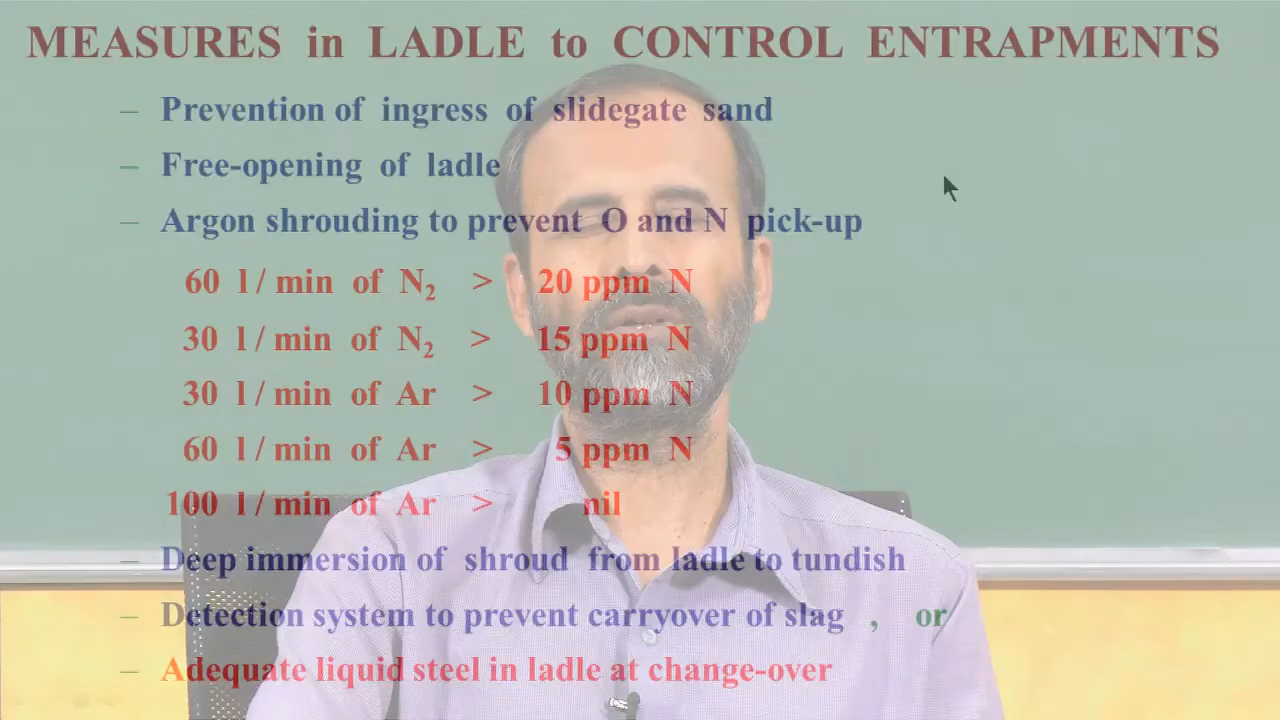 MEASURES in LADLE to CONTROL ENTRAPMENTS
– Prevention of ingress of slidegate sand
– Free-opening of ladle
– Argon shrouding to prevent O and N pick-up
60 l / min of N₂ > 20 ppm N
30 l / min of N₂ > 15 ppm N
30 l / min of Ar > 10 ppm N
60 l / min of Ar > 5 ppm N
100 l / min of Ar > nil
– Deep immersion of shroud from ladle to tundish
– Detection system to prevent carryover of slag , or
– Adequate liquid steel in ladle at change-over